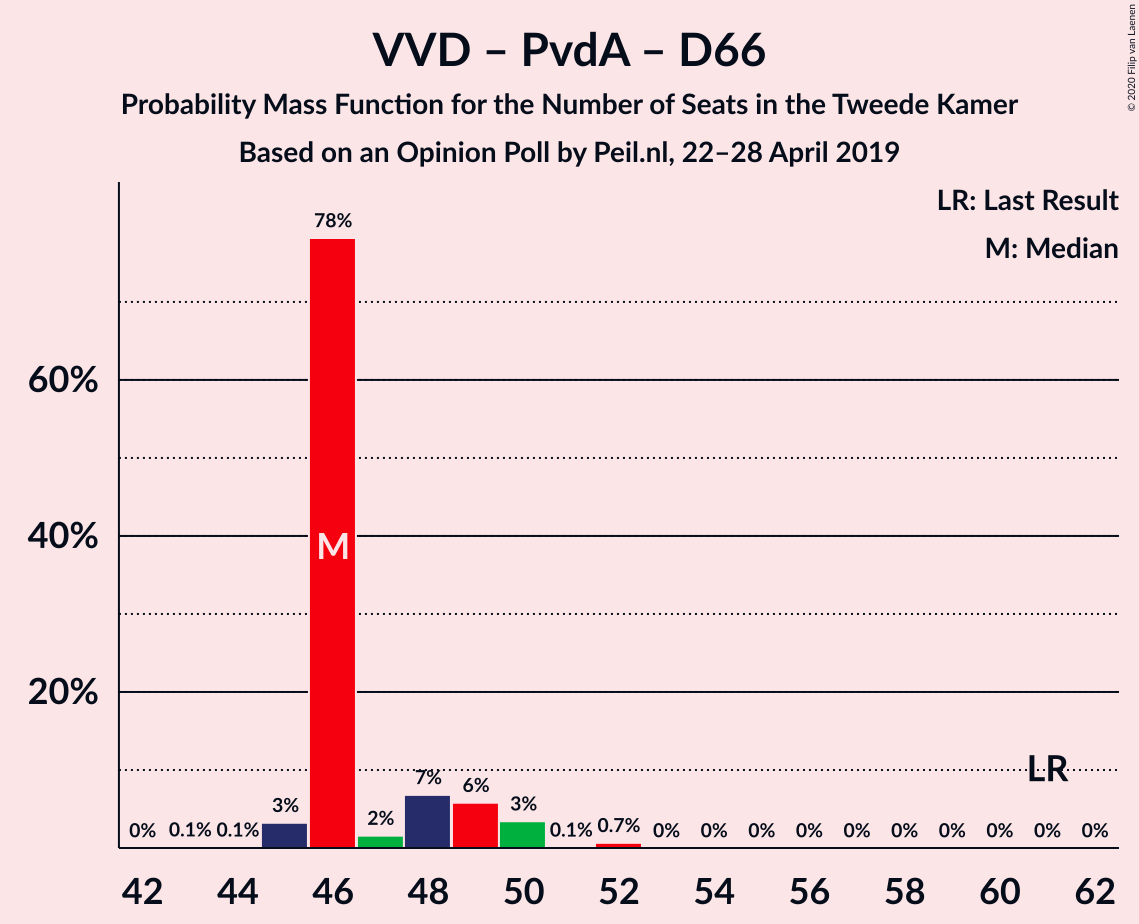 VVD – PvdA – D66
Probability Mass Function for the Number of Seats in the Tweede Kamer
Based on an Opinion Poll by Peil.nl, 22–28 April 2019
© 2020 Filip van Laenen
LR: Last Result
M: Median
78%
60%
40%
M
20%
LR
0% 0.1% 0.1% 3% 2% 7% 6% 3% 0.1% 0.7% 0% 0% 0% 0% 0% 0% 0% 0% 0% 0%
42 44 46 48 50 52 54 56 58 60 62